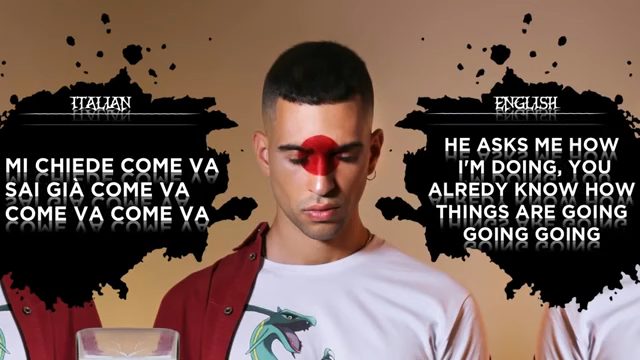 ITALIAN
MI CHIEDE COME VA
SAI GIÀ COME VA
COME VA COME VA
ENGLISH
HE ASKS ME HOW
I'M DOING, YOU
ALREDY KNOW HOW
THINGS ARE GOING
GOING GOING